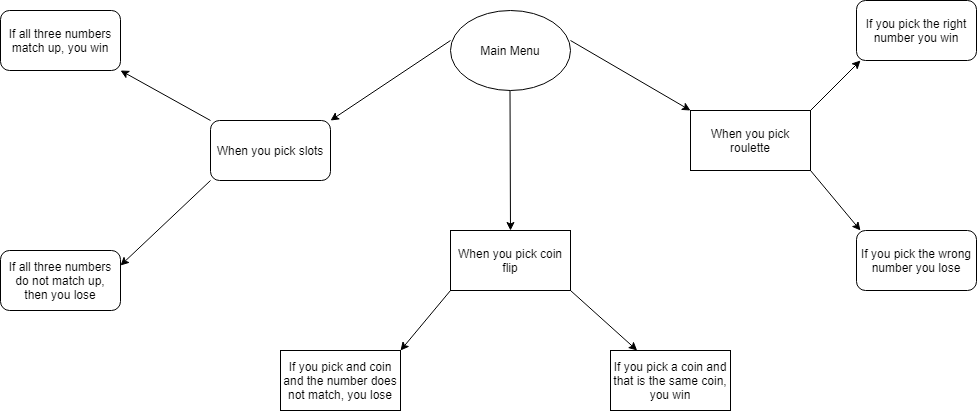 If all three numbers
match up, you win
Main Menu
If you pick the right
number you win
When you pick slots
When you pick
roulette
If all three numbers
do not match up,
then you lose
When you pick coin
flip
If you pick the wrong
number you lose
If you pick and coin
and the number does
not match, you lose
If you pick a coin and
that is the same coin,
you win